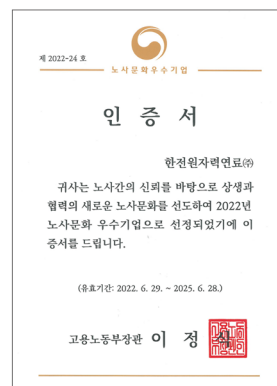 제 2022-24 호
노사문화우수기업
인 증 서
한전원자력연료㈜
귀사는 노사간의 신뢰를 바탕으로 상생과
협력의 새로운 노사문화를 선도하여 2022년
노사문화 우수기업으로 선정되었기에 이
증서를 드립니다.
(유효기간: 2022. 6. 29. ~ 2025. 6. 28.)
고용노동부장관 이 정 식